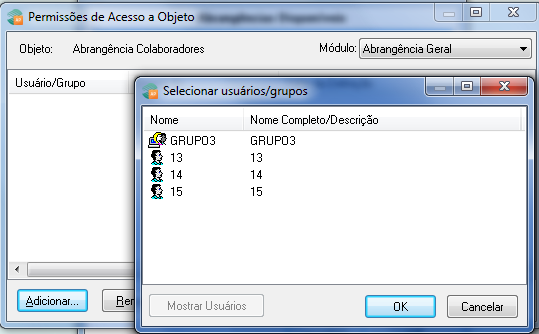 Permissões de Acesso a Objeto
Objeto: Abrangência Colaboradores Módulo: Abrangência Geral
Usuário/Grupo
Selecionar usuários/grupos
Nome Nome Completo/Descrição
GRUPO3 GRUPO3
13 13
14 14
15 15
Adicionar... Rem
Mostrar Usuários OK Cancelar